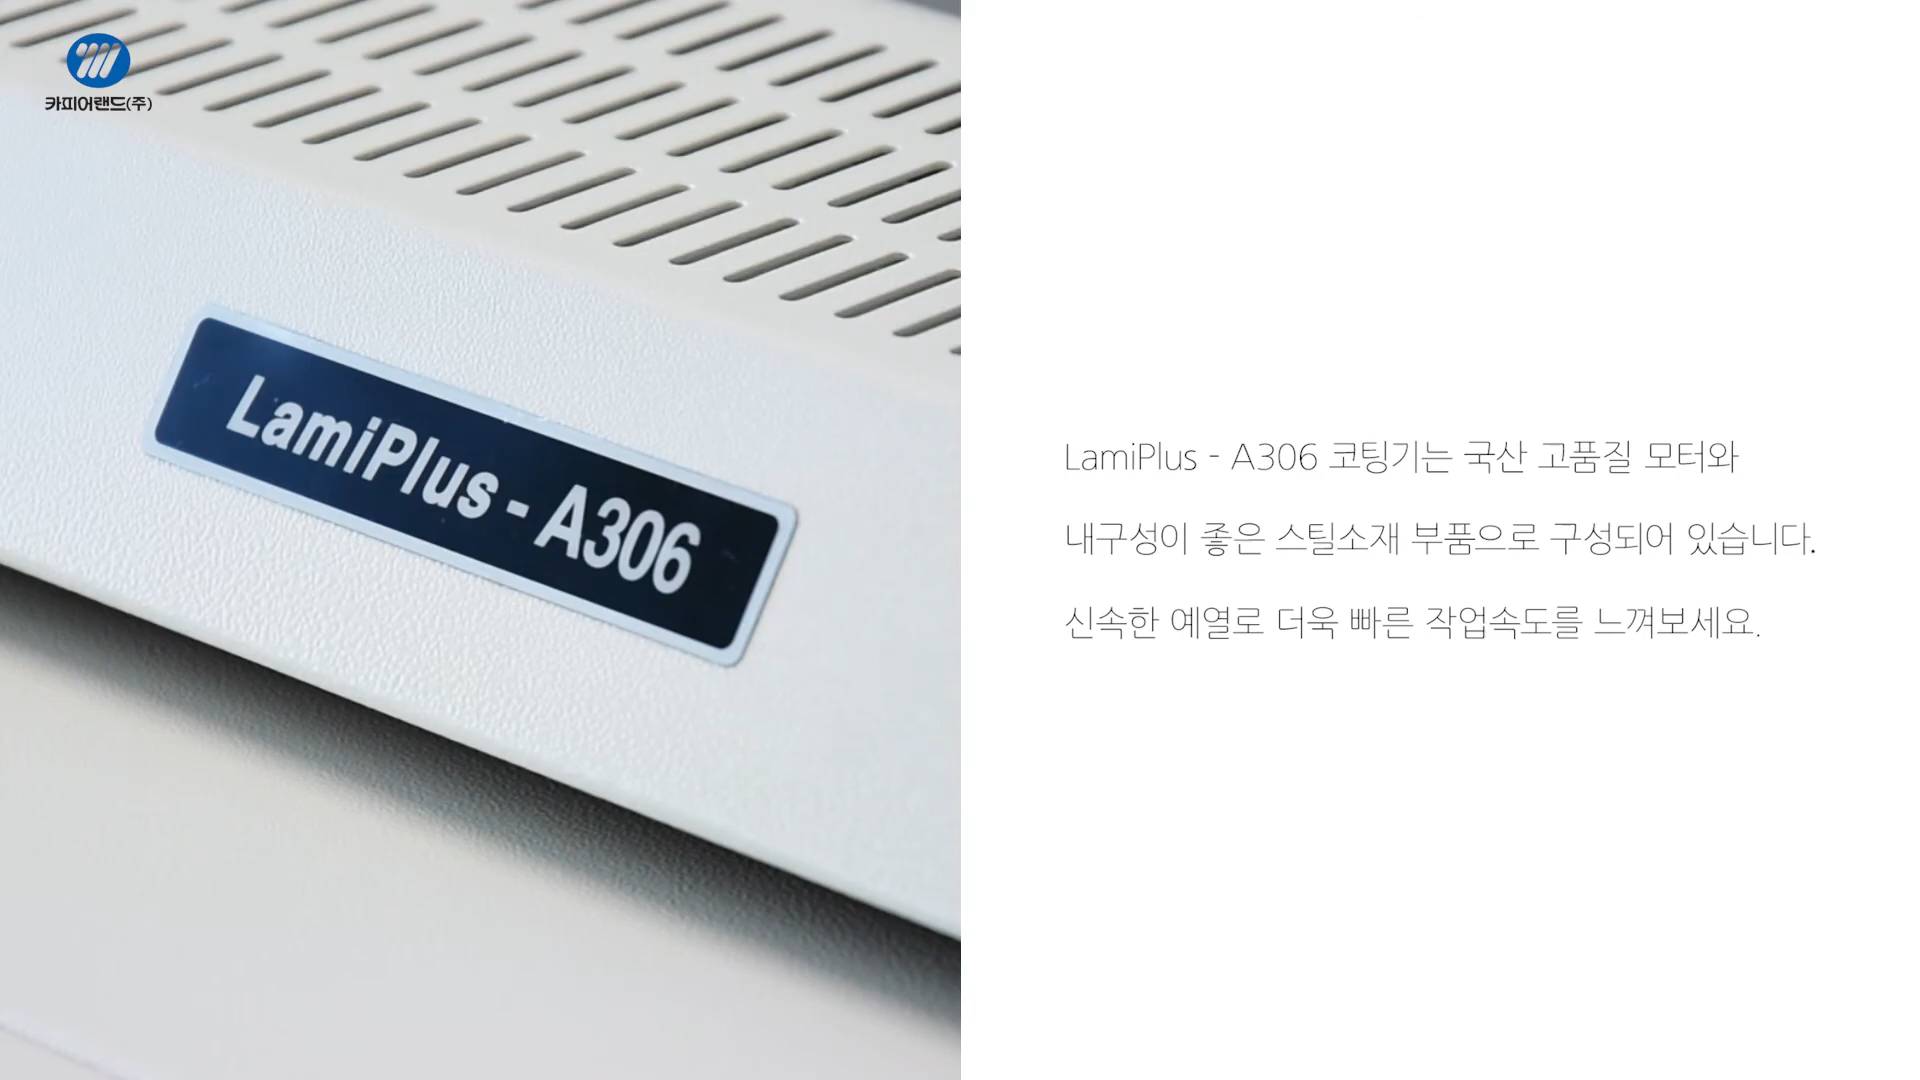 카피어랜드(주)
LamiPlus - A306
LamiPlus - A306 코팅기는 국산 고품질 모터와
내구성이 좋은 스틸소재 부품으로 구성되어 있습니다.
신속한 예열로 더욱 빠른 작업속도를 느껴보세요.